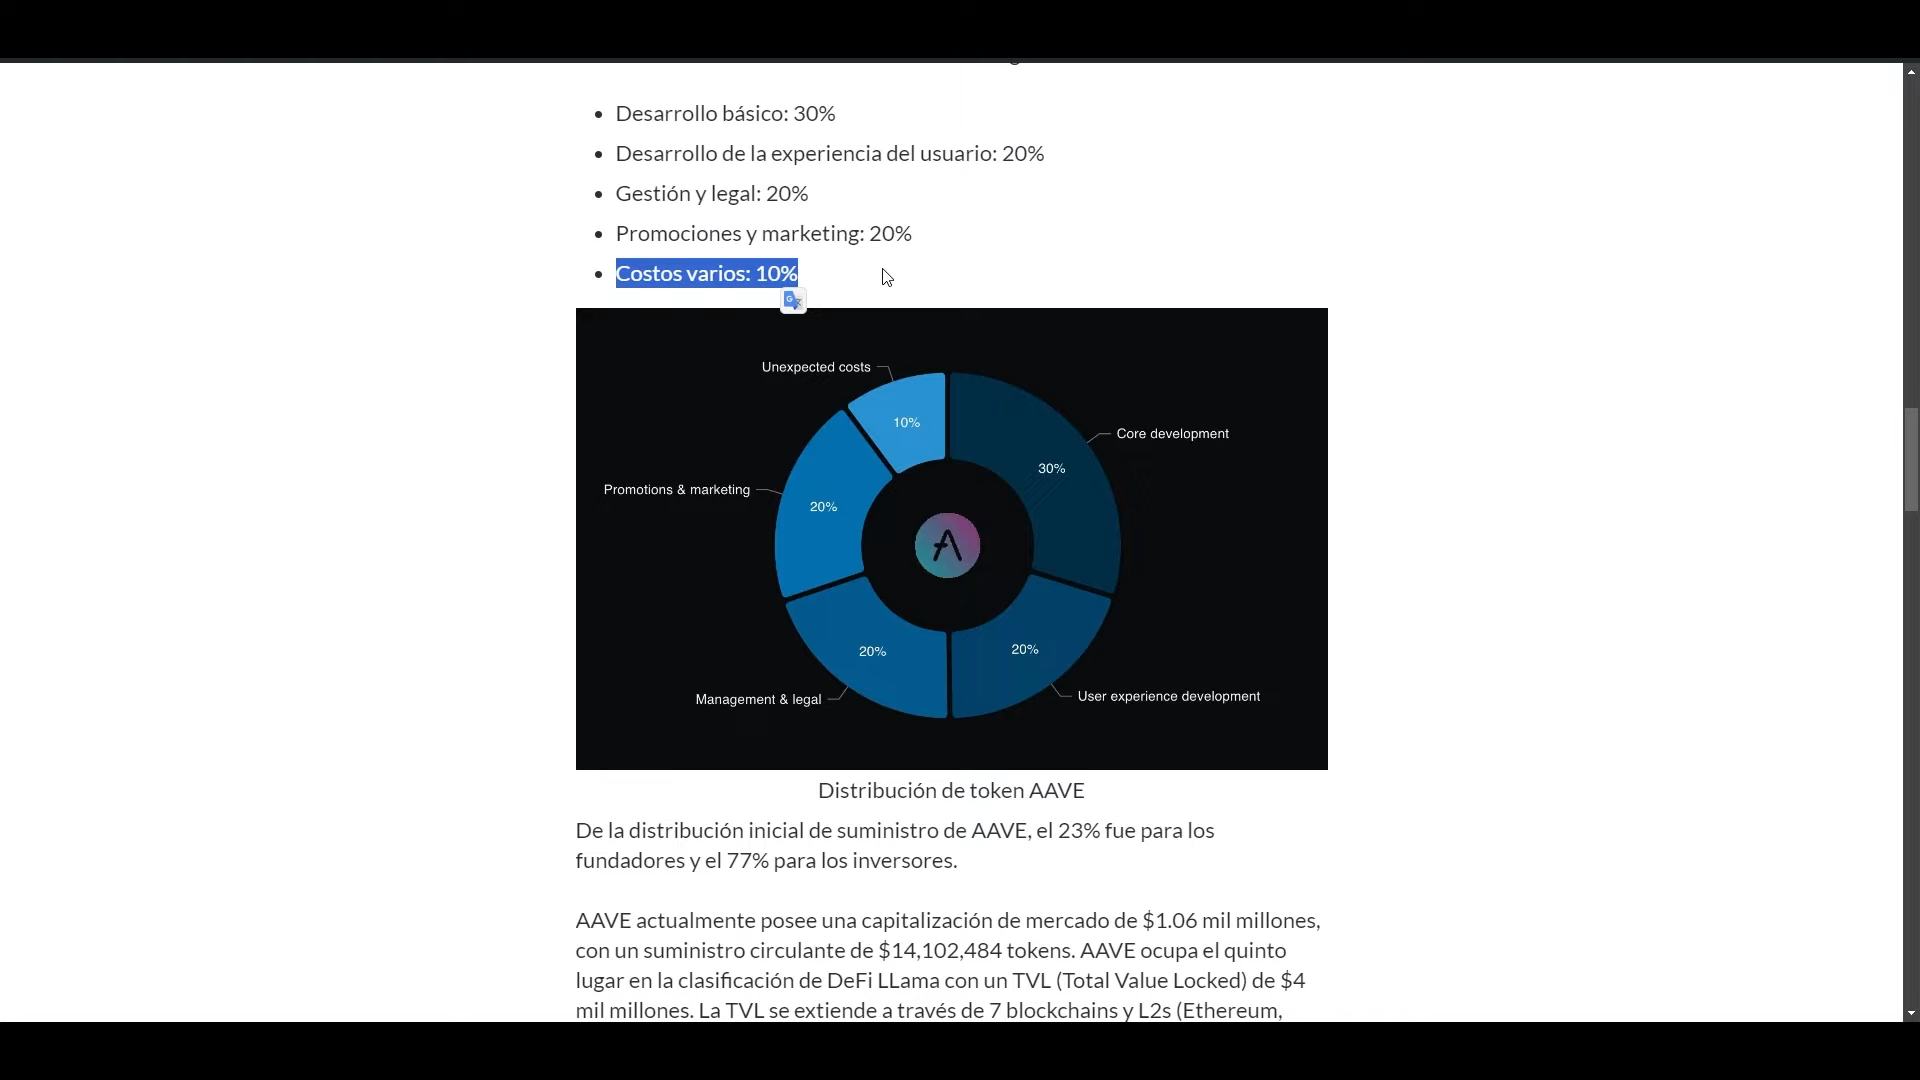 Desarrollo básico: 30%
Desarrollo de la experiencia del usuario: 20%
Gestión y legal: 20%
Promociones y marketing: 20%
Costos varios: 10%
Unexpected costs
10%
Core development
30%
Promotions & marketing
20%
20%
20%
Management & legal
User experience development
Distribución de token AAVE
De la distribución inicial de suministro de AAVE, el 23% fue para los
fundadores y el 77% para los inversores.
AAVE actualmente posee una capitalización de mercado de $1.06 mil millones,
con un suministro circulante de $14,102,484 tokens. AAVE ocupa el quinto
lugar en la clasificación de DeFi LLama con un TVL (Total Value Locked) de $4
mil millones. La TVL se extiende a través de 7 blockchains y L2s (Ethereum,